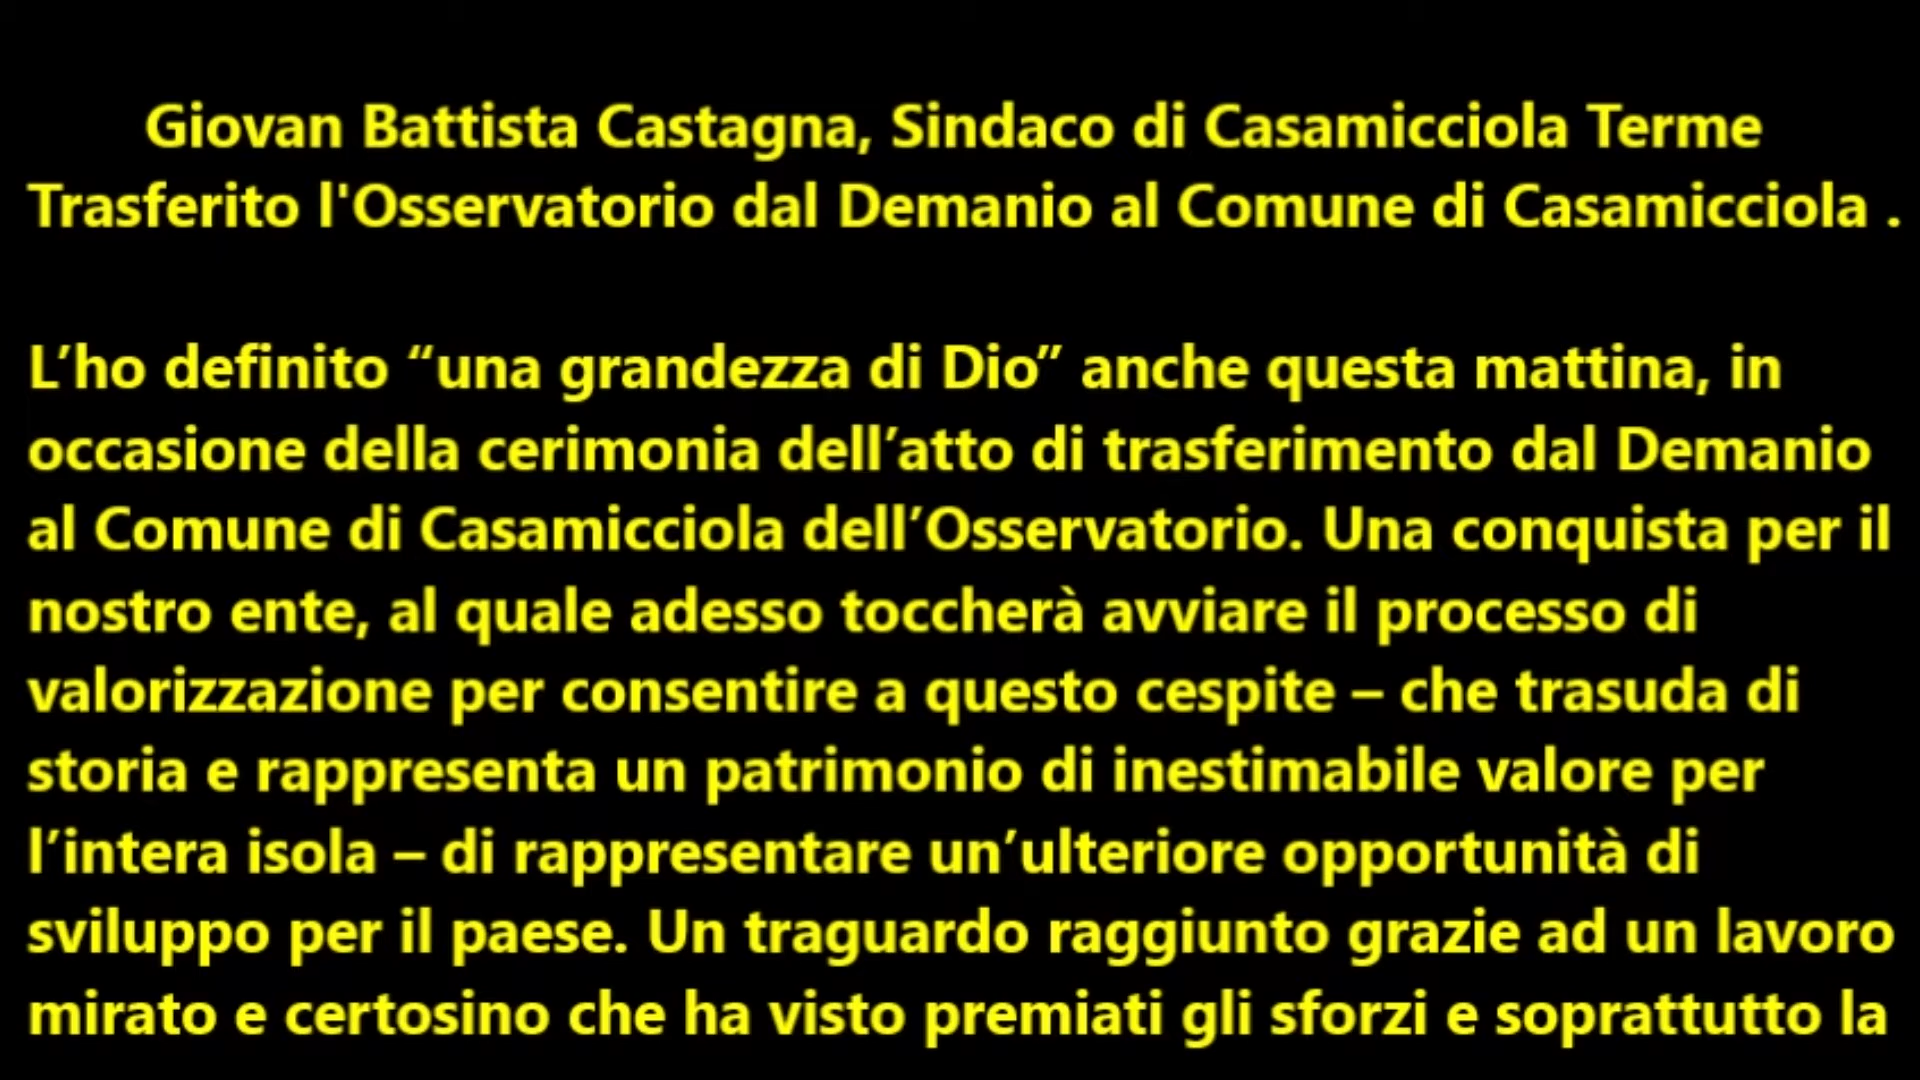 Giovan Battista Castagna, Sindaco di Casamicciola Terme
Trasferito l'Osservatorio dal Demanio al Comune di Casamicciola .
L’ho definito “una grandezza di Dio” anche questa mattina, in
occasione della cerimonia dell’atto di trasferimento dal Demanio
al Comune di Casamicciola dell’Osservatorio. Una conquista per il
nostro ente, al quale adesso toccherà avviare il processo di
valorizzazione per consentire a questo cespite – che trasuda di
storia e rappresenta un patrimonio di inestimabile valore per
l’intera isola – di rappresentare un’ulteriore opportunità di
sviluppo per il paese. Un traguardo raggiunto grazie ad un lavoro
mirato e certosino che ha visto premiati gli sforzi e soprattutto la